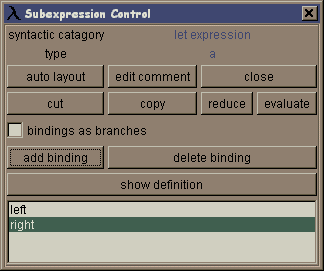 λ Subexpression Control
syntactic catagory let expression
type a
auto layout edit comment close
cut copy reduce evaluate
bindings as branches
add binding delete binding
show definition
left
right